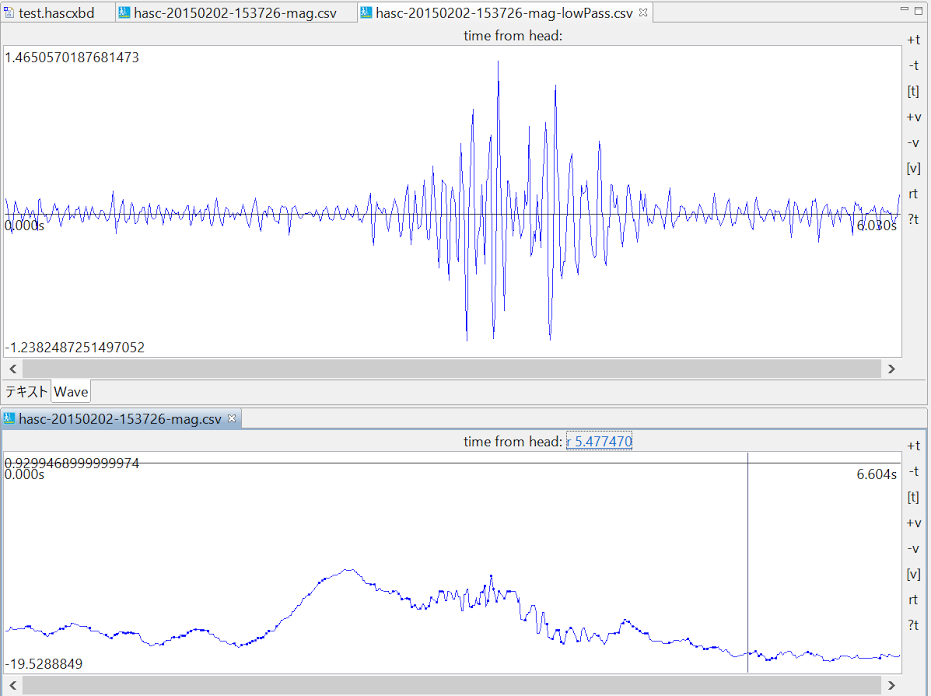 test.hascxbd hasc-20150202-153726-mag.csv hasc-20150202-153726-mag-lowPass.csv
time from head:
+t
1.4650570187681473
-t
[t]
+v
-v
[v]
rt
0.000s 6.030s ?t
-1.2382487251497052
テキスト Wave
hasc-20150202-153726-mag.csv
time from head: r 5.477470 +t
0.9299468999999974
0.000s 6.604s -t
[t]
+v
-v
[v]
rt
?t
-19.5288849